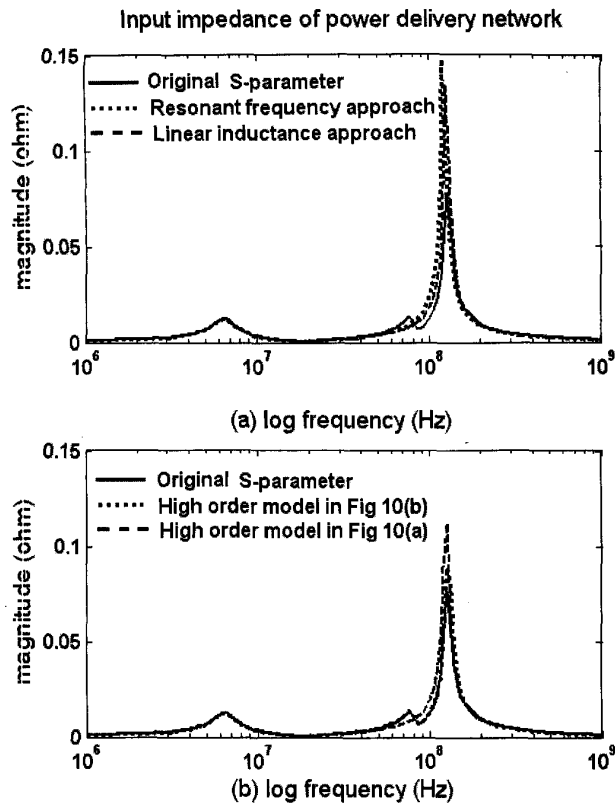 Input impedance of power delivery network
0.15
Original S-parameter
Resonant frequency approach
Linear inductance approach
0.1
0.05
0
magnitude (ohm)
10^6
10^7
10^8
10^9
(a) log frequency (Hz)
0.15
Original S-parameter
High order model in Fig 10(b)
High order model in Fig 10(a)
0.1
0.05
0
magnitude (ohm)
10^6
10^7
10^8
10^9
(b) log frequency (Hz)